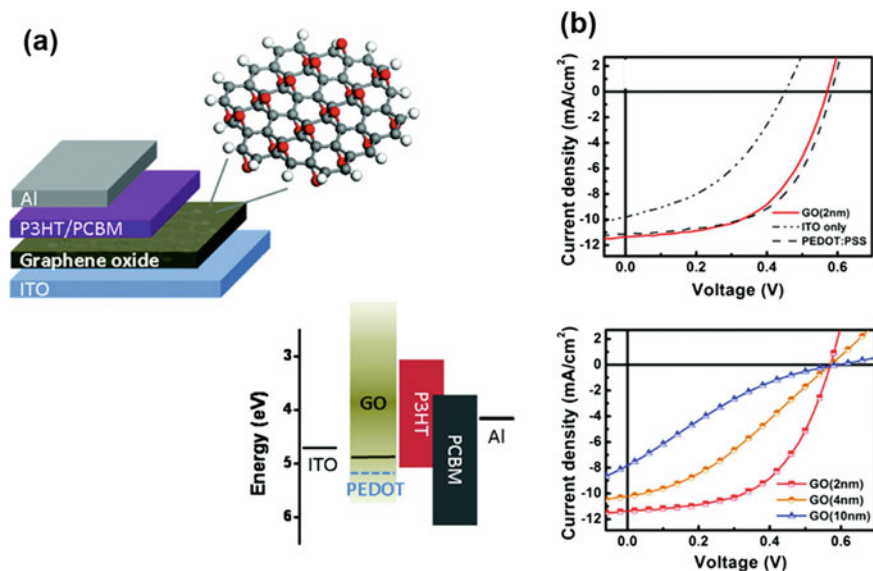 (a)
Al
P3HT/PCBM
Graphene oxide
ITO
Energy (eV)
3
4
5
6
ITO
GO
PEDOT
P3HT
PCBM
Al
(b)
Current density (mA/cm²)
2
0
-2
-4
-6
-8
-10
-12
GO(2nm)
ITO only
PEDOT:PSS
0.0 0.2 0.4 0.6
Voltage (V)
Current density (mA/cm²)
2
0
-2
-4
-6
-8
-10
-12
GO(2nm)
GO(4nm)
GO(10nm)
0.0 0.2 0.4 0.6
Voltage (V)